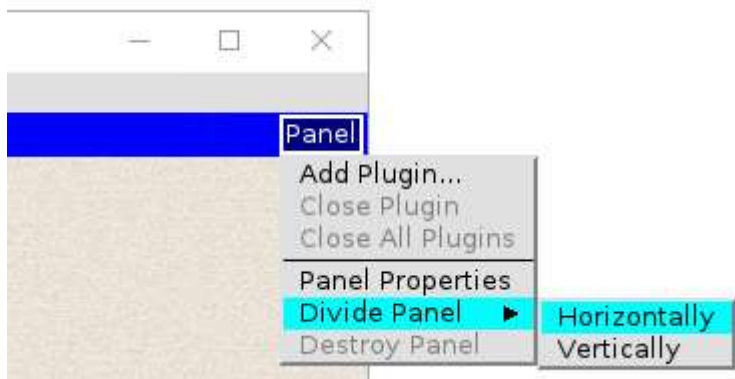 Panel
Add Plugin...
Close Plugin
Close All Plugins
Panel Properties
Divide Panel
Horizontally
Destroy Panel
Vertically